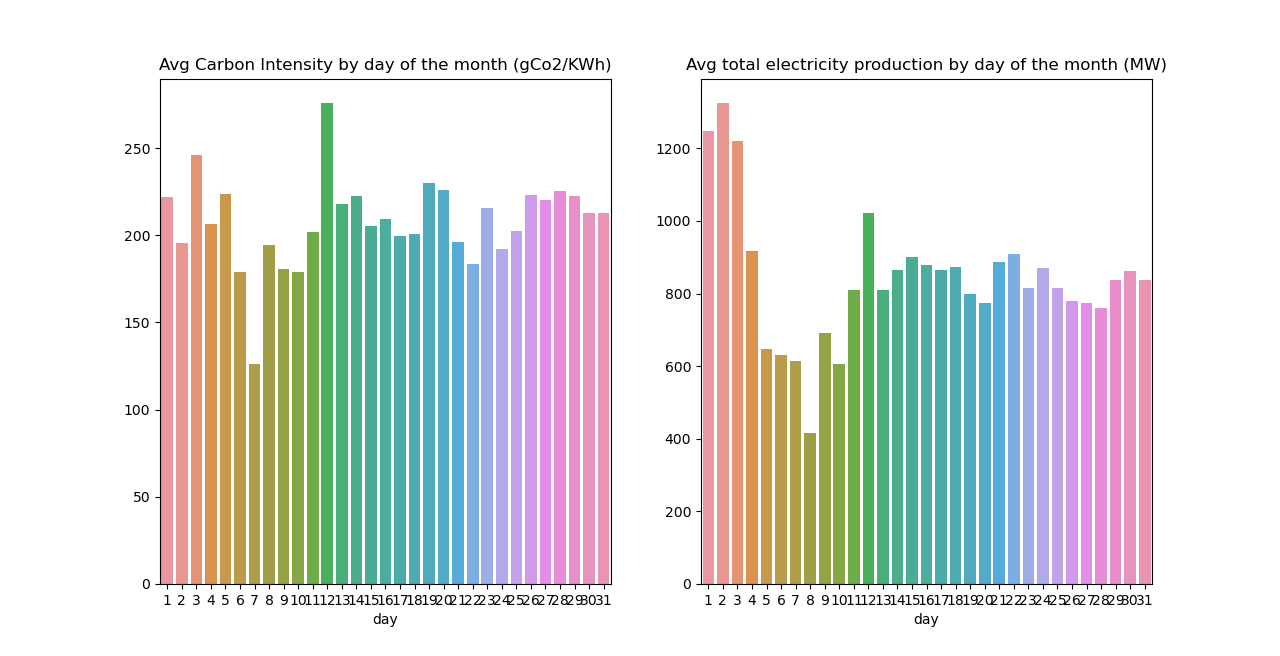 Avg Carbon Intensity by day of the month (gCo2/KWh)
250
200
150
100
50
0
1 2 3 4 5 6 7 8 9 10 11 12 13 14 15 16 17 18 19 20 21 22 23 24 25 26 27 28 29 30 31
day
Avg total electricity production by day of the month (MW)
1200
1000
800
600
400
200
0
1 2 3 4 5 6 7 8 9 10 11 12 13 14 15 16 17 18 19 20 21 22 23 24 25 26 27 28 29 30 31
day